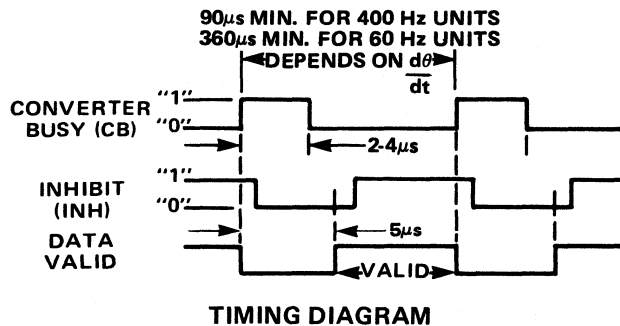 90μs MIN. FOR 400 Hz UNITS
360μs MIN. FOR 60 Hz UNITS
DEPENDS ON dθ/dt
CONVERTER BUSY (CB)
"1"
"0"
2-4μs
INHIBIT (INH)
"1"
"0"
5μs
DATA VALID
VALID
TIMING DIAGRAM